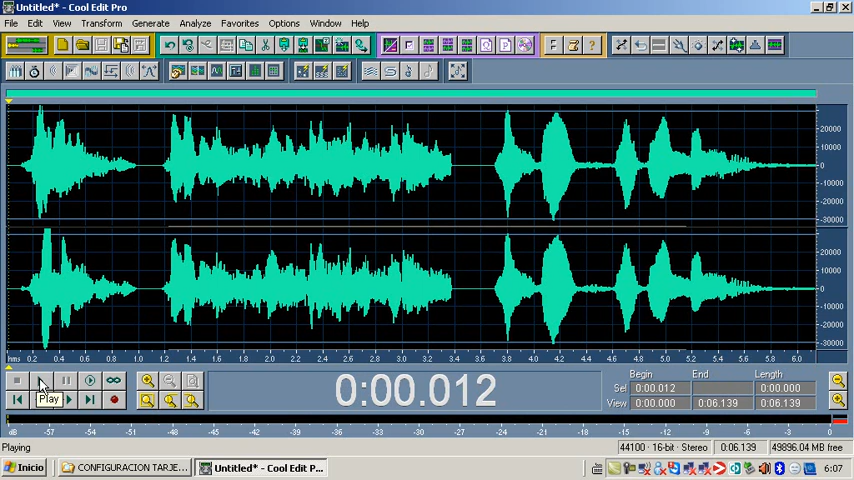 Untitled* - Cool Edit Pro
File Edit View Transform Generate Analyze Favorites Options Window Help
20000
10000
0
-10000
-20000
-30000
20000
10000
0
-10000
-20000
-30000
hms 0.2 0.4 0.6 0.8 1.0 1.2 1.4 1.6 1.8 2.0 2.2 2.4 2.6 2.8 3.0 3.2 3.4 3.6 3.8 4.0 4.2 4.4 4.6 4.8 5.0 5.2 5.4 5.6 5.8 6.0 hms
Play
0:00.012
Begin End Length
Sel 0:00.012 0:00.000
View 0:00.000 0:06.139 0:06.139
dB -57 -54 -51 -48 -45 -42 -39 -36 -33 -30 -27 -24 -21 -18 -15 -12 -9 -6 -3 0
Playing
44100 • 16-bit • Stereo 0:06.139 49896.04 MB free
Inicio CONFIGURACION TARJE... Untitled* - Cool Edit P... 6:07